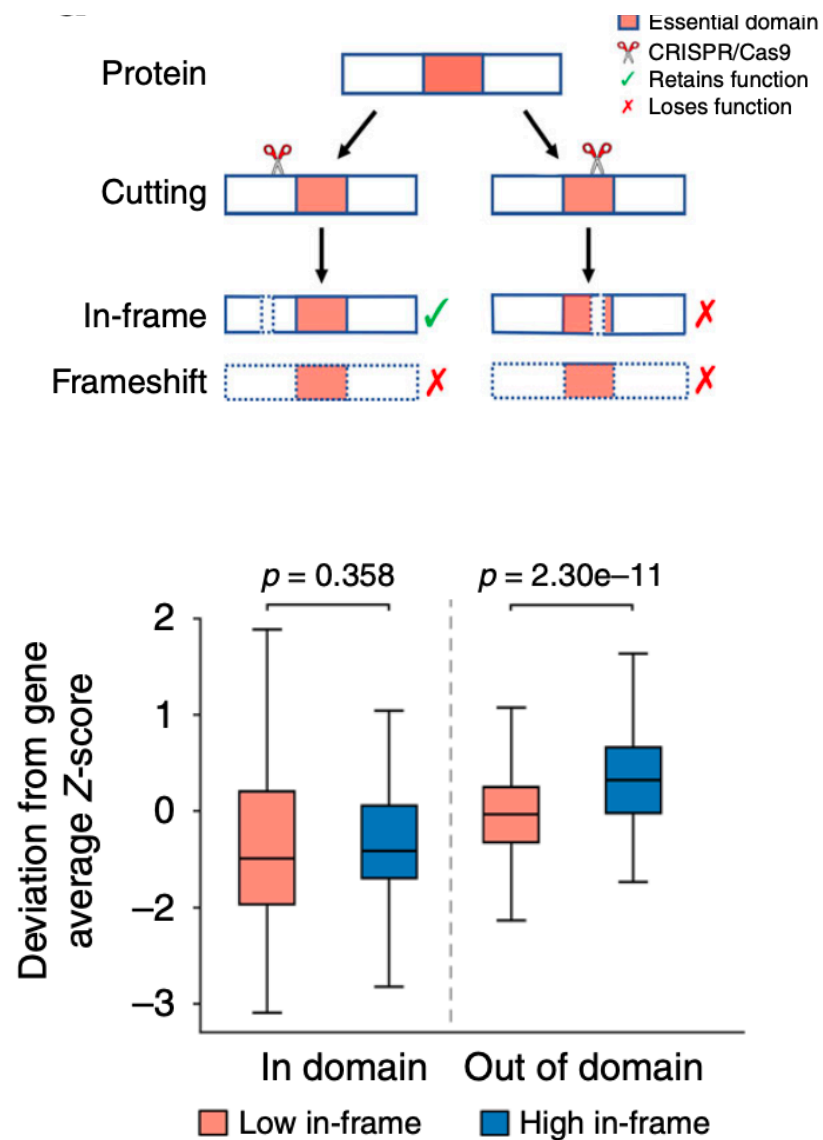 Essential domain
CRISPR/Cas9
✓ Retains function
✗ Loses function
Protein
Cutting
In-frame
Frameshift
p = 0.358
p = 2.30e–11
2
1
0
–2
–3
Deviation from gene
average Z-score
In domain
Out of domain
Low in-frame
High in-frame